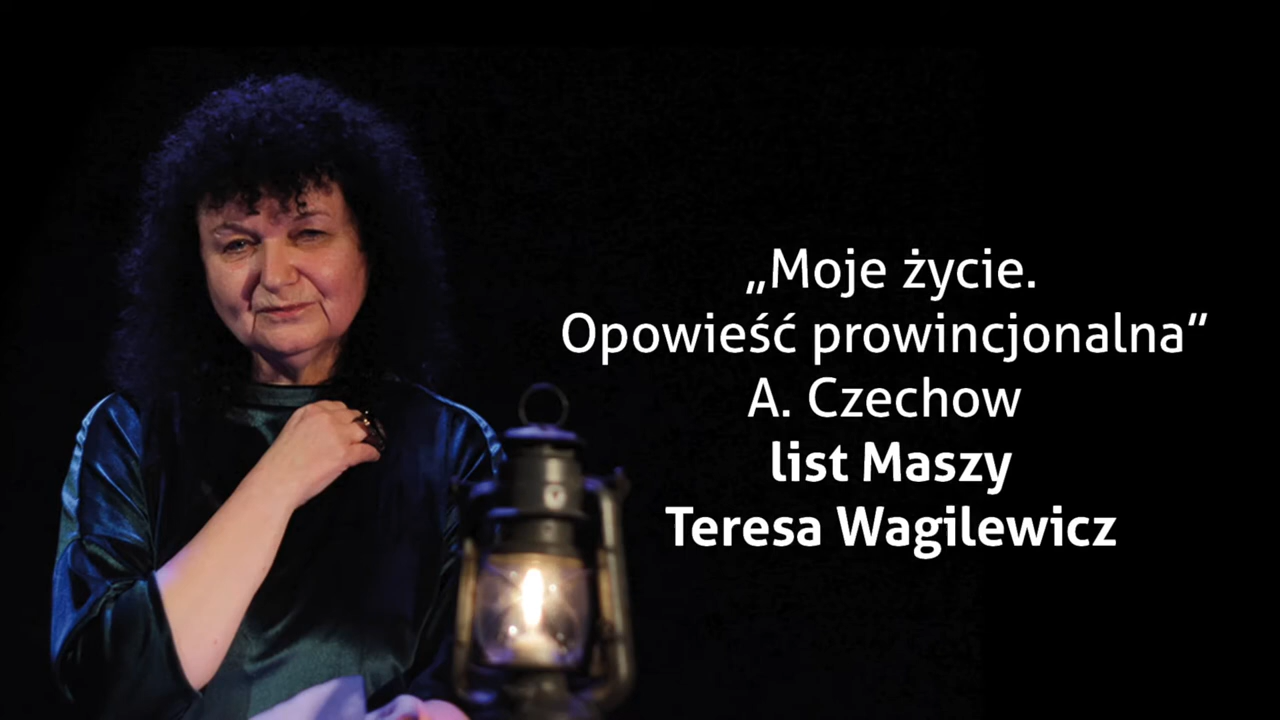 „Moje życie.
Opowieść prowincjonalna”
A. Czechow
list Maszy
Teresa Wagilewicz